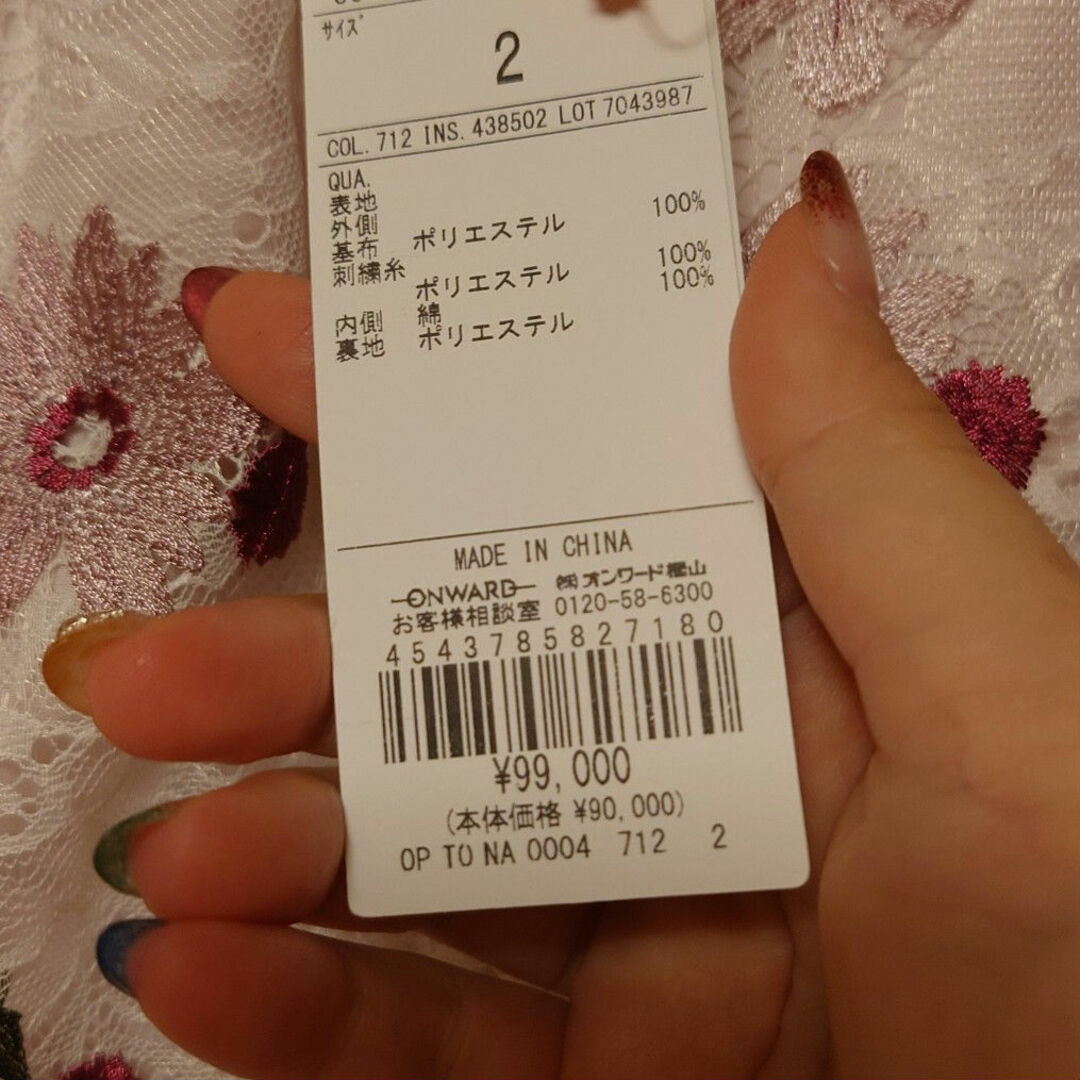 サイズ
2
COL. 712 INS. 438502 LOT 7043987
QUA.
表地
外側
基布 ポリエステル 100%
刺繍糸
ポリエステル 100%
綿 100%
内側
裏地 ポリエステル
MADE IN CHINA
ONWARD ㈱オンワード樫山
お客様相談室 0120-58-6300
4543785827180
¥99,000
(本体価格 ¥90,000)
OP TO NA 0004 712 2